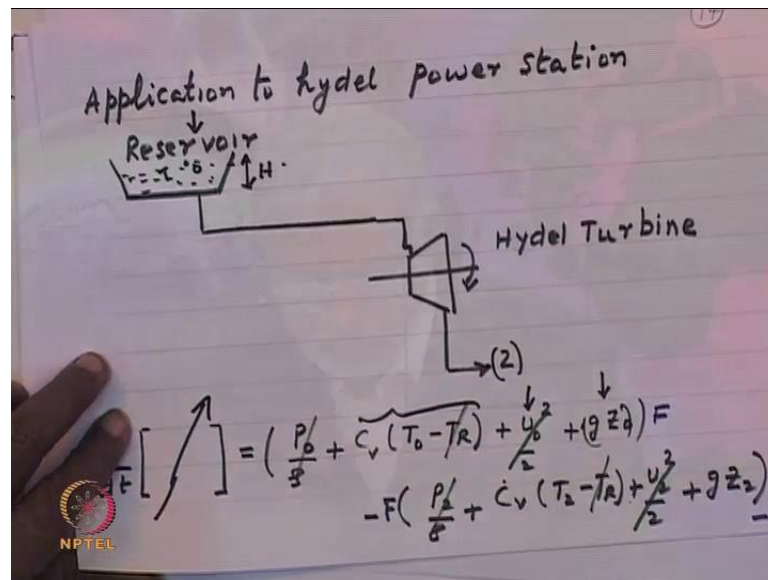 14
Application to hydel power station
Reservoir
H
Hydel Turbine
(2)
t [ ] = ( P0/ρ + Cv (T0 - TR) + u0²/2 + (g Z0) F
- F( P2/ρ + Cv (T2 - TR) + u2²/2 + g Z2 )
NPTEL